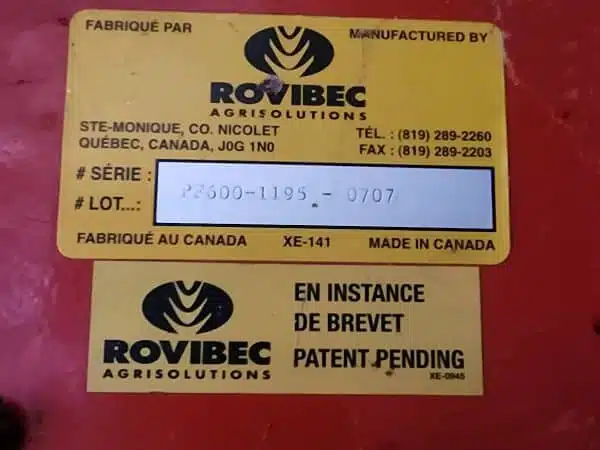 FABRIQUÉ PAR
MANUFACTURED BY
ROVIBEC
AGRISOLUTIONS
STE-MONIQUE, CO. NICOLET
QUÉBEC, CANADA, J0G 1N0
TÉL. : (819) 289-2260
FAX : (819) 289-2203
# SÉRIE :
# LOT...:
P2600-1195 - 0707
FABRIQUÉ AU CANADA XE-141 MADE IN CANADA
ROVIBEC
AGRISOLUTIONS
EN INSTANCE
DE BREVET
PATENT PENDING
XE-0945